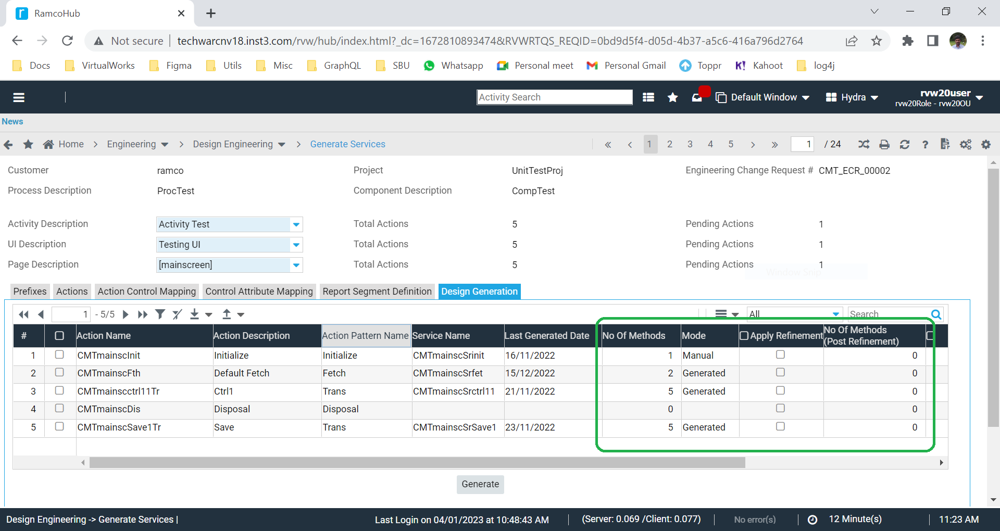 RamcoHub
Not secure techwarcnv18.inst3.com/rvw/hub/index.html?_dc=1672810893474&RVWRTQS_REQID=0bd9d5f4-d05d-4b37-a5c6-416a796d2764
Docs VirtualWorks Figma Utils Misc GraphQL SBU Whatsapp Personal meet Personal Gmail Toppr K! Kahoot log4j
Activity Search Default Window Hydra rvw20user
rvw20Role - rvw20OU
News
Home > Engineering > Design Engineering > Generate Services « < 1 2 3 4 5 > » 1 / 24 ?
Customer ramco Project UnitTestProj Engineering Change Request # CMT_ECR_00002
Process Description ProcTest Component Description CompTest
Activity Description Activity Test Total Actions 5 Pending Actions 1
UI Description Testing UI Total Actions 5 Pending Actions 1
Page Description [mainscreen] Total Actions 5 Pending Actions 1
Window Snip
Prefixes Actions Action Control Mapping Control Attribute Mapping Report Segment Definition Design Generation
1 - 5/5 All Search
# Action Name Action Description Action Pattern Name Service Name Last Generated Date No Of Methods Mode Apply Refinement No Of Methods (Post Refinement)
1 CMTmainscInit Initialize Initialize CMTmainscSrinit 16/11/2022 1 Manual 0
2 CMTmainscFth Default Fetch Fetch CMTmainscSrfet 15/12/2022 2 Generated 0
3 CMTmainscctrl11Tr Ctrl1 Trans CMTmainscSrctrl11 21/11/2022 5 Generated 0
4 CMTmainscDis Disposal Disposal 0 0
5 CMTmainscSave1Tr Save Trans CMTmainscSrSave1 23/11/2022 5 Generated 0
Generate
Design Engineering -> Generate Services | Last Login on 04/01/2023 at 10:48:43 AM (Server: 0.069 /Client: 0.077) No error(s) 12 Minute(s) 11:23 AM